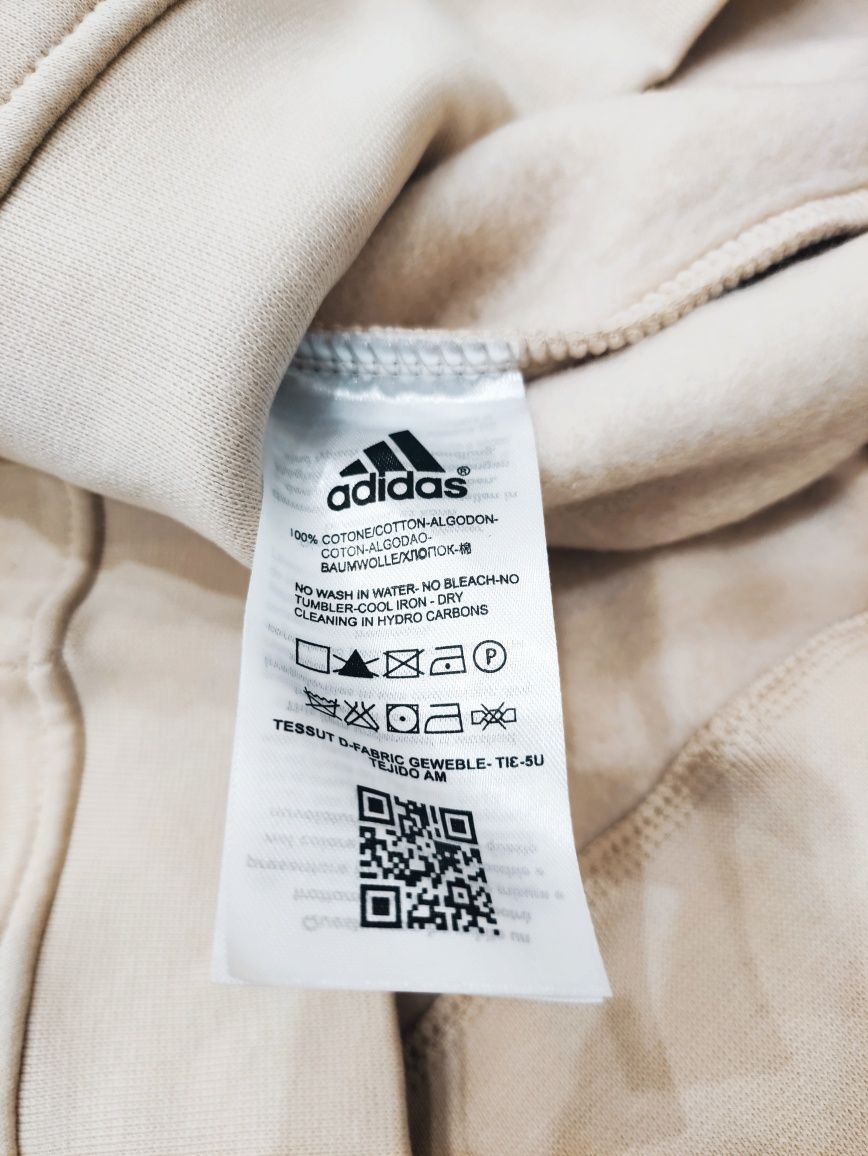 adidas®
100% COTONE/COTTON-ALGODON-
COTON-ALGODAO-
BAUMWOLLE/ХЛОПОК-棉
NO WASH IN WATER- NO BLEACH-NO
TUMBLER-COOL IRON - DRY
CLEANING IN HYDRO CARBONS
P
TESSUT D-FABRIC GEWEBLE- TIƐ-5U
TEJIDO AM